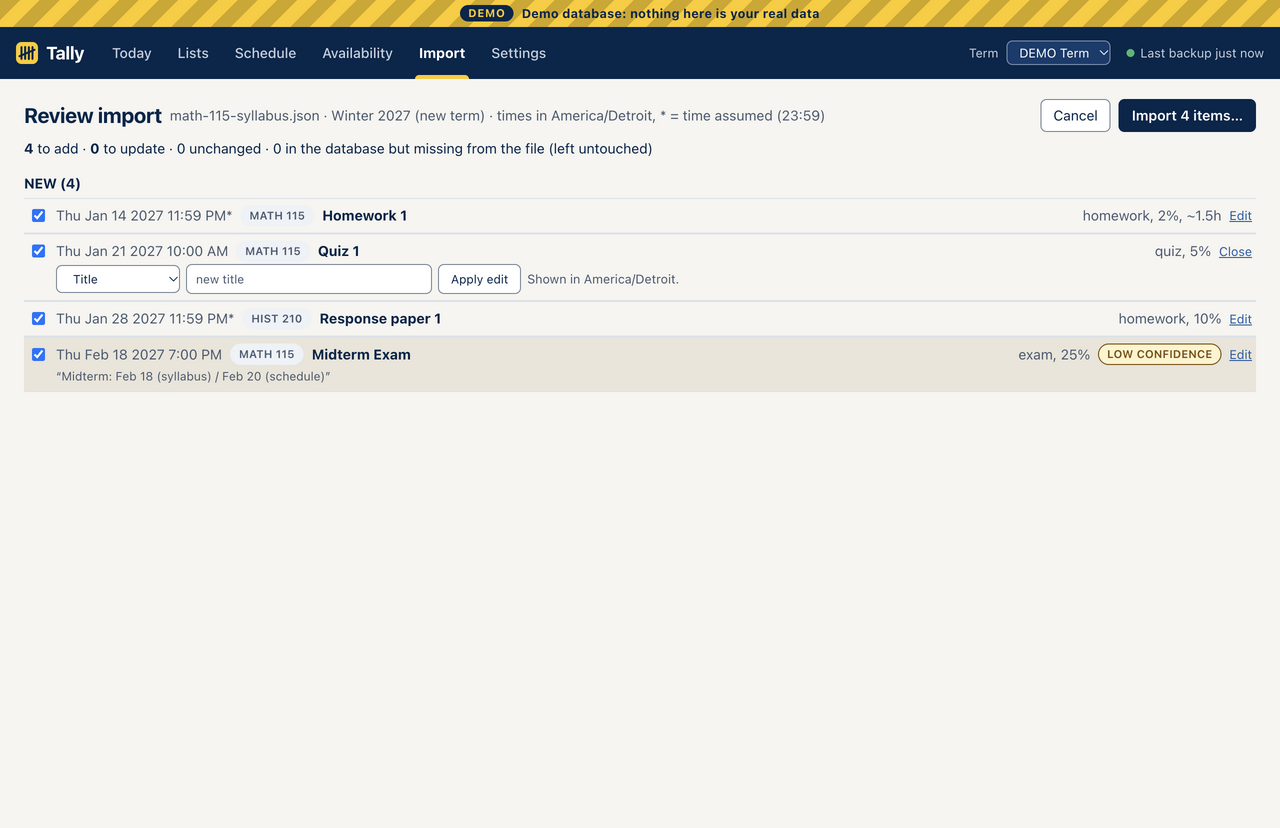 DEMO Demo database: nothing here is your real data
Tally Today Lists Schedule Availability Import Settings Term DEMO Term Last backup just now
Review import math-115-syllabus.json · Winter 2027 (new term) · times in America/Detroit, * = time assumed (23:59) Cancel Import 4 items...
4 to add · 0 to update · 0 unchanged · 0 in the database but missing from the file (left untouched)
NEW (4)
Thu Jan 14 2027 11:59 PM* MATH 115 Homework 1 homework, 2%, ~1.5h Edit
Thu Jan 21 2027 10:00 AM MATH 115 Quiz 1 quiz, 5% Close
Title new title Apply edit Shown in America/Detroit.
Thu Jan 28 2027 11:59 PM* HIST 210 Response paper 1 homework, 10% Edit
Thu Feb 18 2027 7:00 PM MATH 115 Midterm Exam exam, 25% LOW CONFIDENCE Edit
“Midterm: Feb 18 (syllabus) / Feb 20 (schedule)”